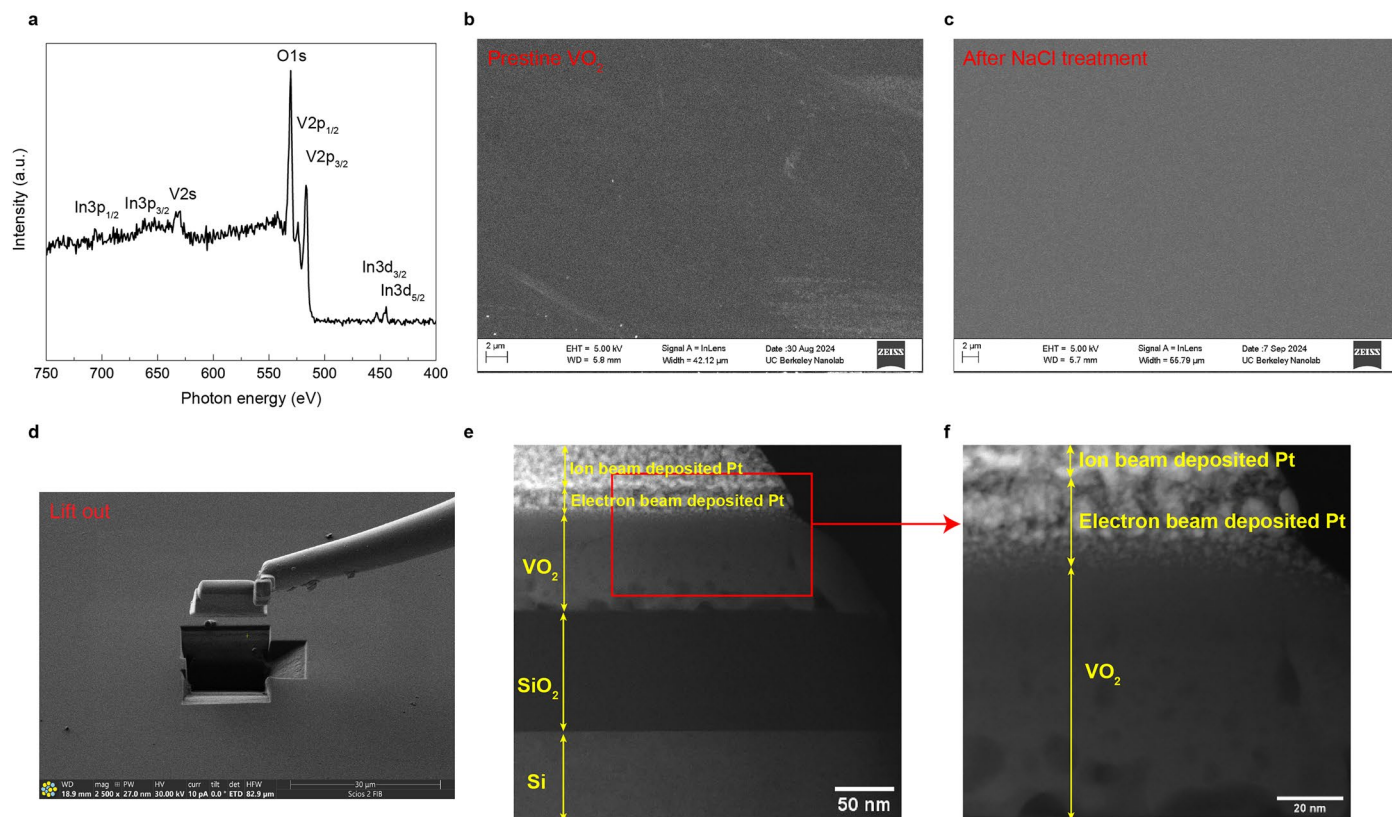 a
O1s
V2p1/2
V2p3/2
V2s
In3p3/2
In3p1/2
In3d3/2
In3d5/2
Intensity (a.u.)
750 700 650 600 550 500 450 400
Photon energy (eV)
b
Prestine VO2
2 µm
EHT = 5.00 kV Signal A = InLens Date :30 Aug 2024
WD = 5.8 mm Width = 42.12 µm UC Berkeley Nanolab
ZEISS
c
After NaCl treatment
2 µm
EHT = 5.00 kV Signal A = InLens Date :7 Sep 2024
WD = 5.7 mm Width = 55.79 µm UC Berkeley Nanolab
ZEISS
d
Lift out
WD mag PW HV curr tilt det HFW
18.9 mm 2 500 x 27.0 nm 30.00 kV 10 pA 0.0 ° ETD 82.9 µm
30 µm
Scios 2 FIB
e
Ion beam deposited Pt
Electron beam deposited Pt
VO2
SiO2
Si
50 nm
f
Ion beam deposited Pt
Electron beam deposited Pt
VO2
20 nm